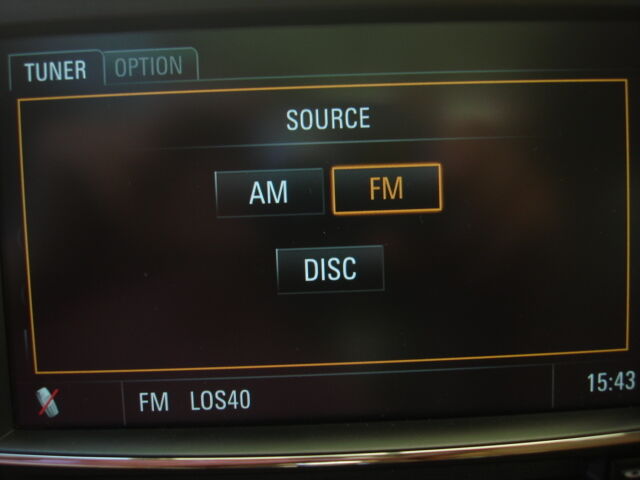 TUNER OPTION
SOURCE
AM FM
DISC
FM LOS40 15:43